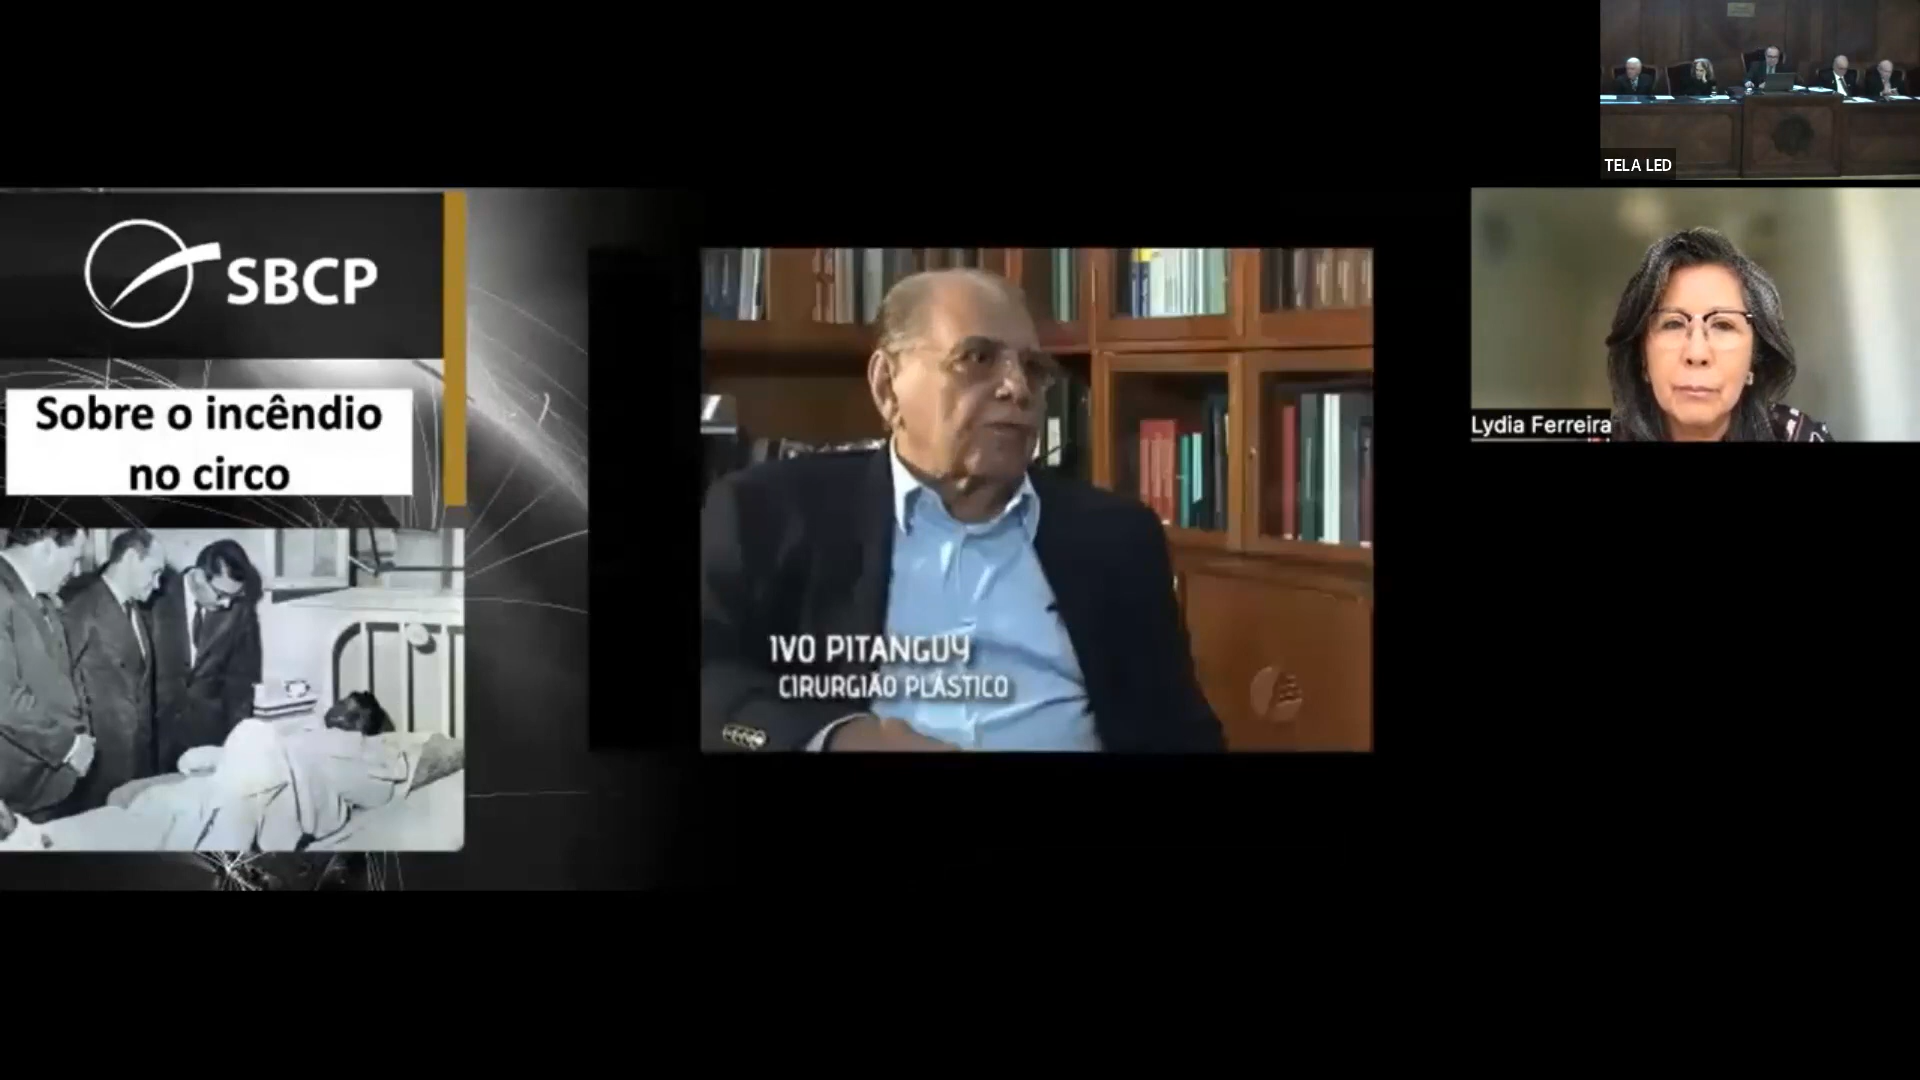 TELA LED
SBCP
Sobre o incêndio
no circo
IVO PITANGUY
CIRURGIÃO PLÁSTICO
Lydia Ferreira